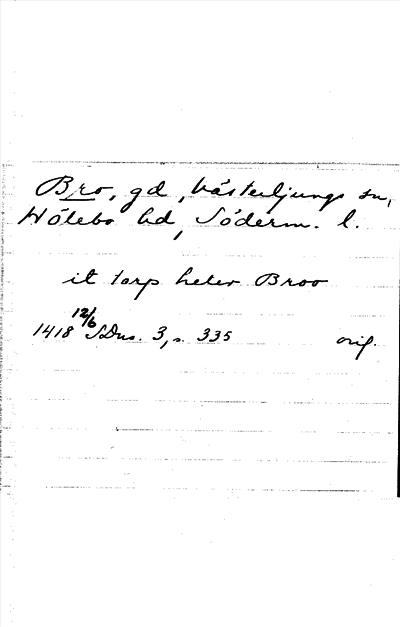 Bro, gd, Västerljungs sn,
Hölebo hd, Söderm. l.
it torp heter Broo
1418 12/6 SDns. 3, s. 335 orig.